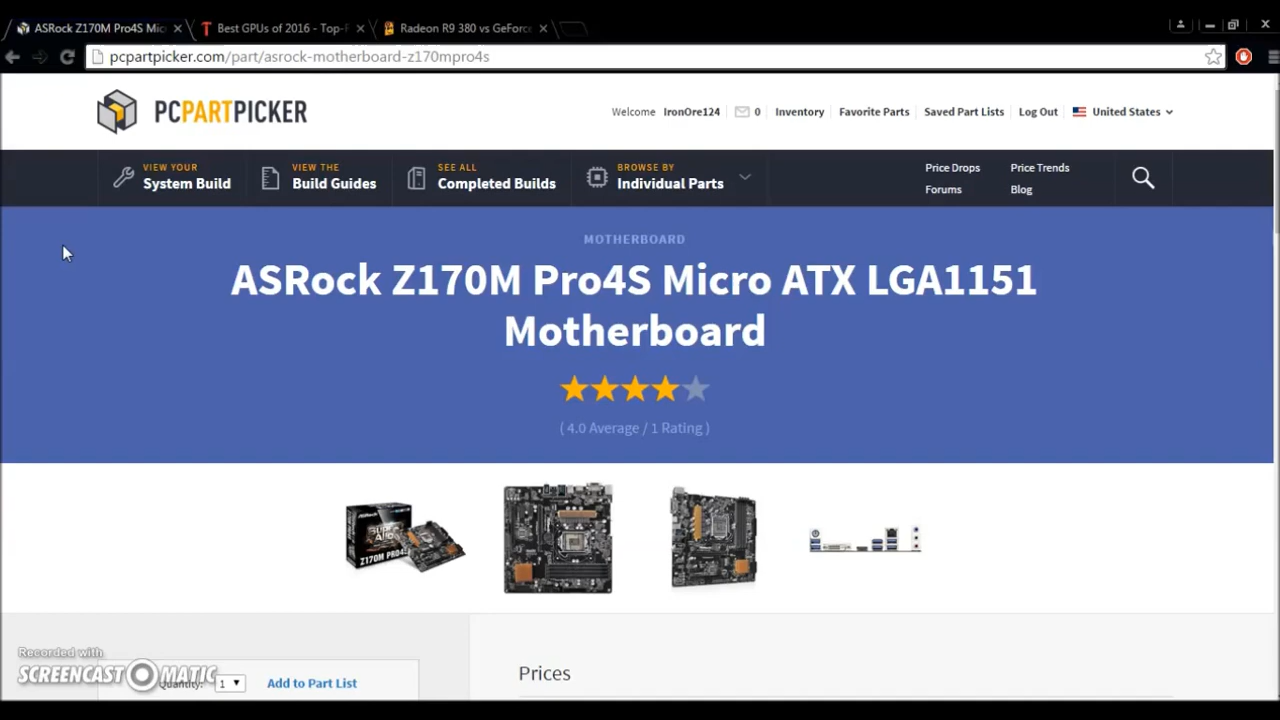 ASRock Z170M Pro4S Mic
Best GPUs of 2016 - Top-F
Radeon R9 380 vs GeForce
pcpartpicker.com/part/asrock-motherboard-z170mpro4s
PCPARTPICKER
Welcome IronOre124 0 Inventory Favorite Parts Saved Part Lists Log Out United States
VIEW YOUR
System Build
VIEW THE
Build Guides
SEE ALL
Completed Builds
BROWSE BY
Individual Parts
Price Drops
Price Trends
Forums
Blog
MOTHERBOARD
ASRock Z170M Pro4S Micro ATX LGA1151
Motherboard
( 4.0 Average / 1 Rating )
Z170M PRO4S
Recorded with
SCREENCAST MATIC
Quantity: 1 Add to Part List
Prices